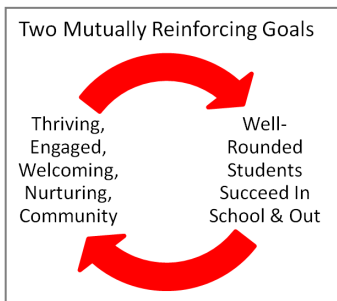 Two Mutually Reinforcing Goals
Thriving,
Engaged,
Welcoming,
Nurturing,
Community
Well-
Rounded
Students
Succeed In
School & Out